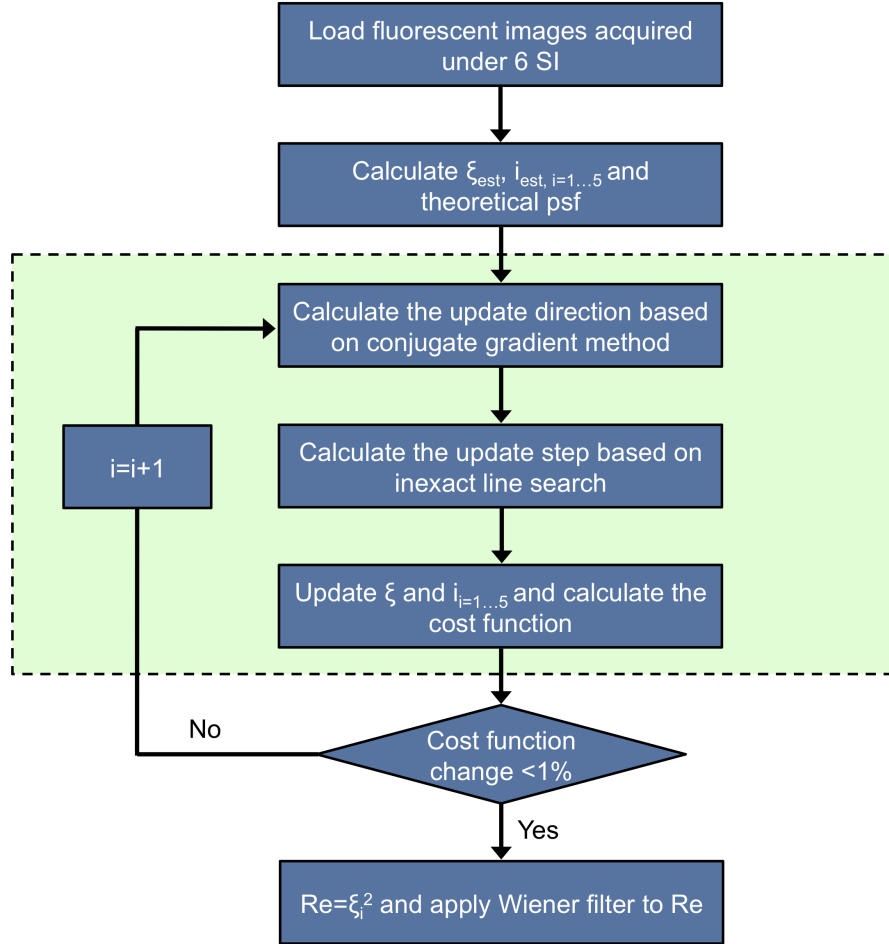 Load fluorescent images acquired
under 6 SI
Calculate ξest, iest, i=1…5 and
theoretical psf
Calculate the update direction based
on conjugate gradient method
i=i+1
Calculate the update step based on
inexact line search
Update ξ and ii=1…5 and calculate the
cost function
No
Cost function
change <1%
Yes
Re=ξi² and apply Wiener filter to Re